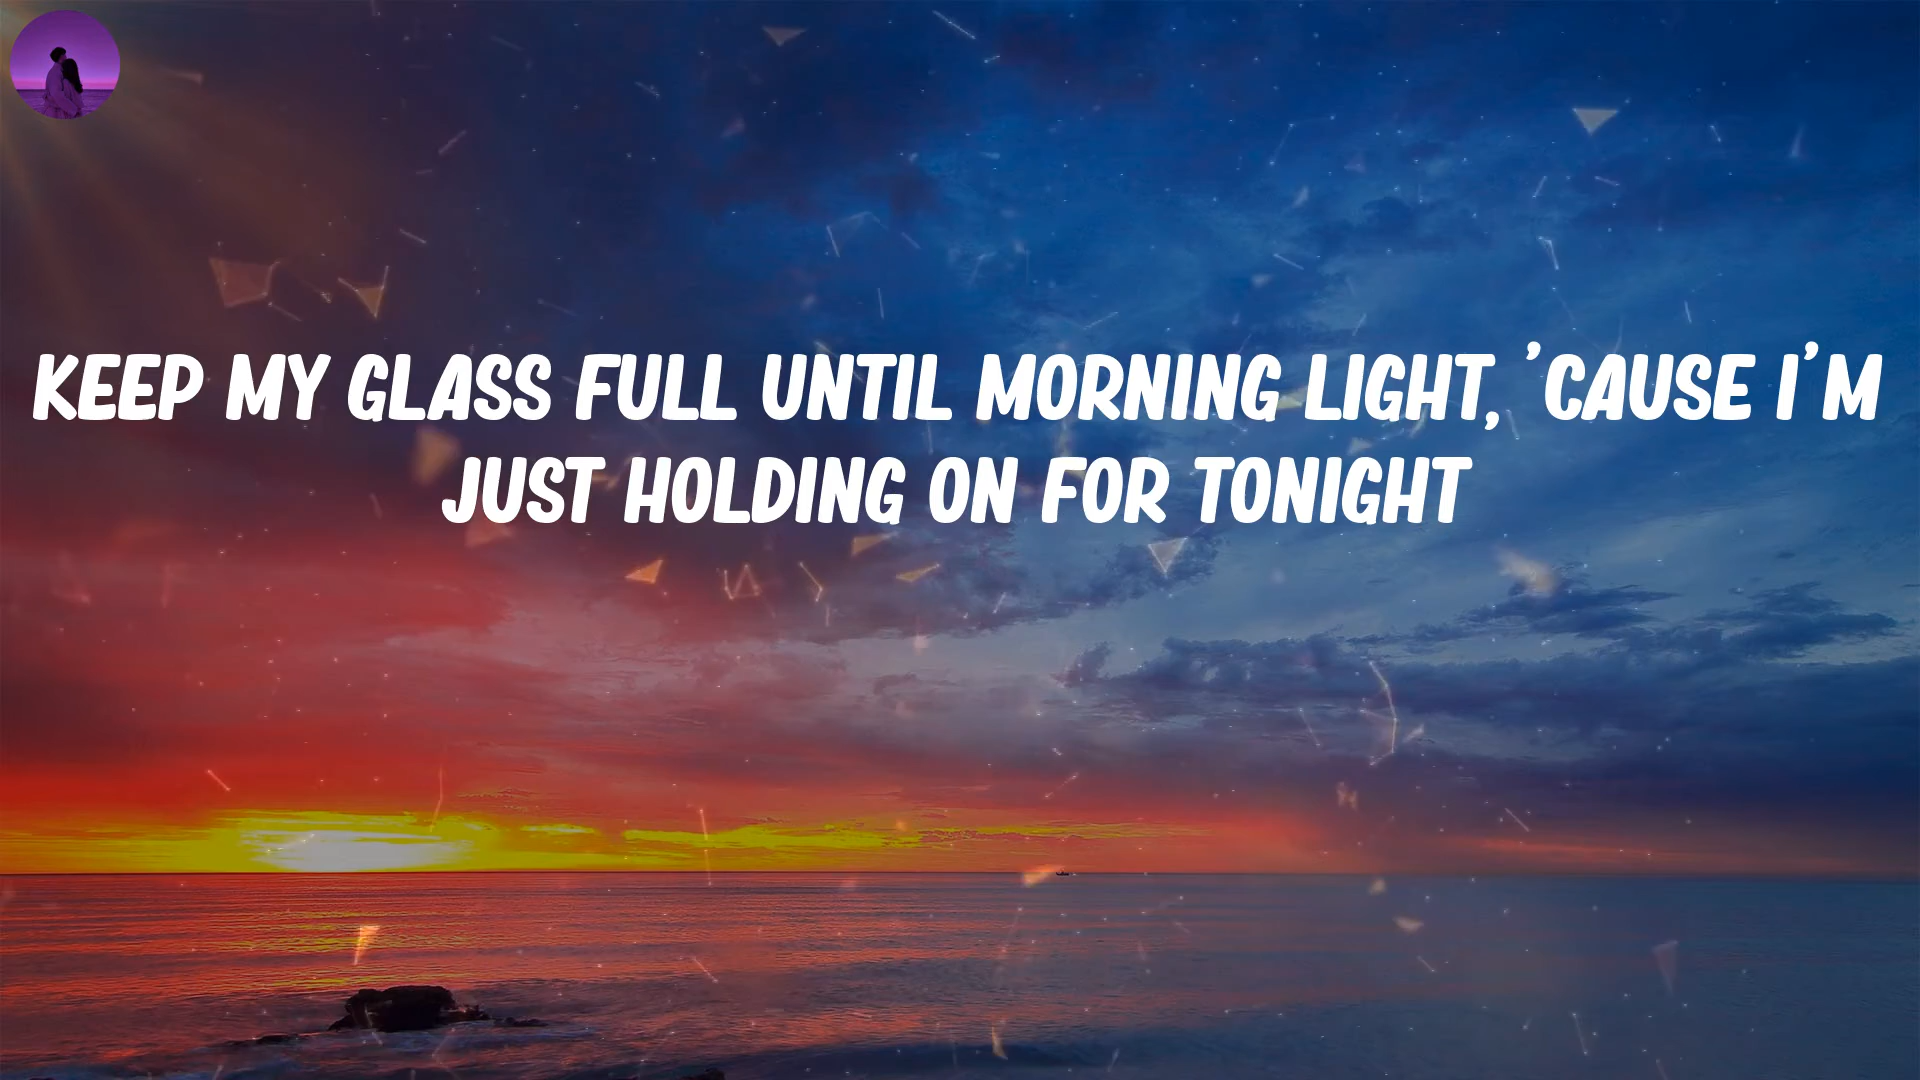 KEEP MY GLASS FULL UNTIL MORNING LIGHT, 'CAUSE I'M
JUST HOLDING ON FOR TONIGHT